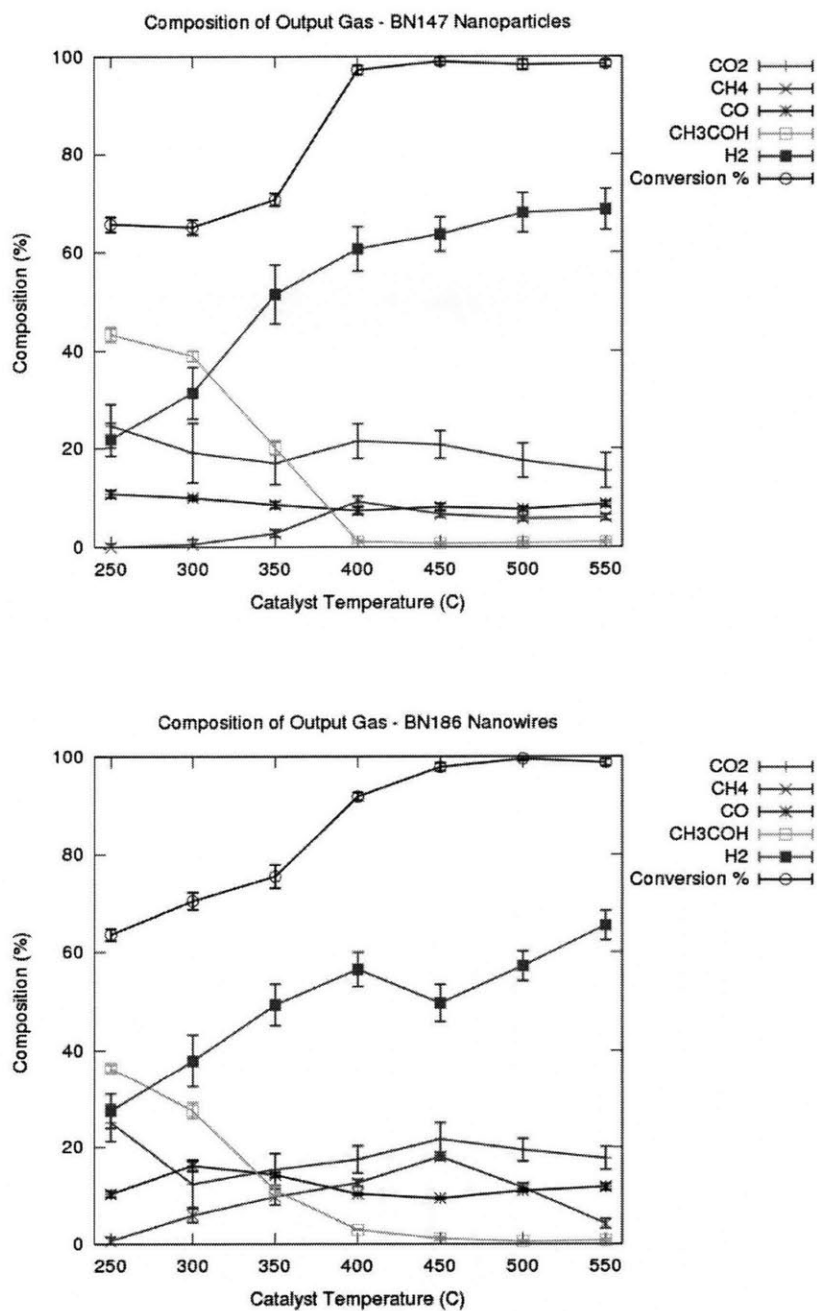 Composition of Output Gas - BN147 Nanoparticles
100
80
60
40
20
0
Composition (%)
250 300 350 400 450 500 550
Catalyst Temperature (C)
CO2
CH4
CO
CH3COH
H2
Conversion %
Composition of Output Gas - BN186 Nanowires
100
80
60
40
20
0
Composition (%)
250 300 350 400 450 500 550
Catalyst Temperature (C)
CO2
CH4
CO
CH3COH
H2
Conversion %